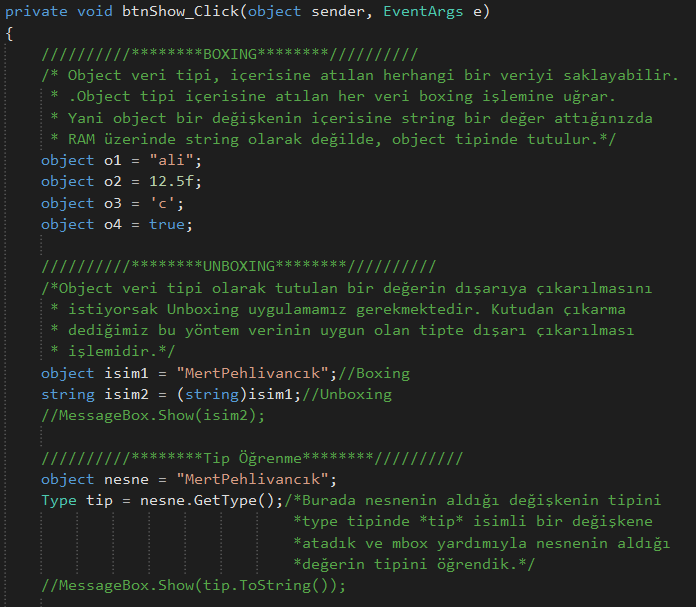 private void btnShow_Click(object sender, EventArgs e)
{
//////////********BOXING********//////////
/* Object veri tipi, içerisine atılan herhangi bir veriyi saklayabilir.
* .Object tipi içerisine atılan her veri boxing işlemine uğrar.
* Yani object bir değişkenin içerisine string bir değer attığınızda
* RAM üzerinde string olarak değilde, object tipinde tutulur.*/
object o1 = "ali";
object o2 = 12.5f;
object o3 = 'c';
object o4 = true;
//////////********UNBOXING********//////////
/*Object veri tipi olarak tutulan bir değerin dışarıya çıkarılmasını
* istiyorsak Unboxing uygulamamız gerekmektedir. Kutudan çıkarma
* dediğimiz bu yöntem verinin uygun olan tipte dışarı çıkarılması
* işlemidir.*/
object isim1 = "MertPehlivancık";//Boxing
string isim2 = (string)isim1;//Unboxing
//MessageBox.Show(isim2);
//////////********Tip Öğrenme********//////////
object nesne = "MertPehlivancık";
Type tip = nesne.GetType();/*Burada nesnenin aldığı değişkenin tipini
*type tipinde *tip* isimli bir değişkene
*atadık ve mbox yardımıyla nesnenin aldığı
*değerin tipini öğrendik.*/
//MessageBox.Show(tip.ToString());